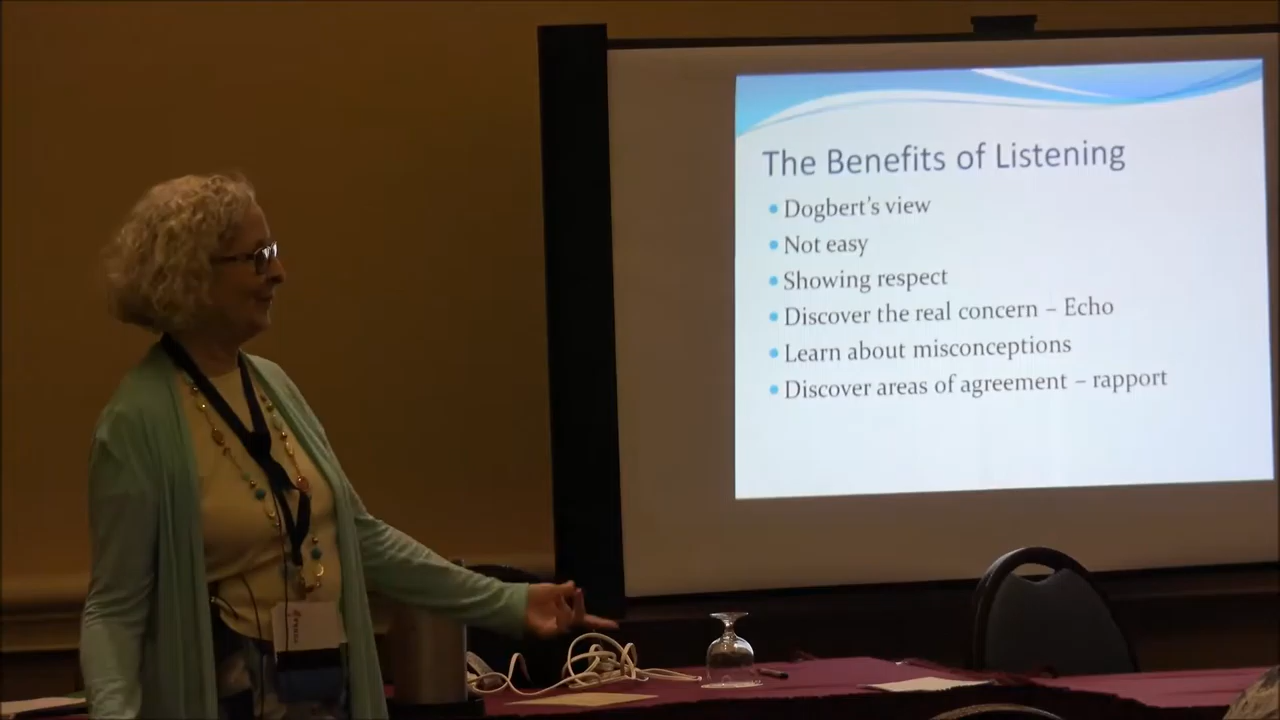 The Benefits of Listening
• Dogbert's view
• Not easy
• Showing respect
• Discover the real concern – Echo
• Learn about misconceptions
• Discover areas of agreement – rapport